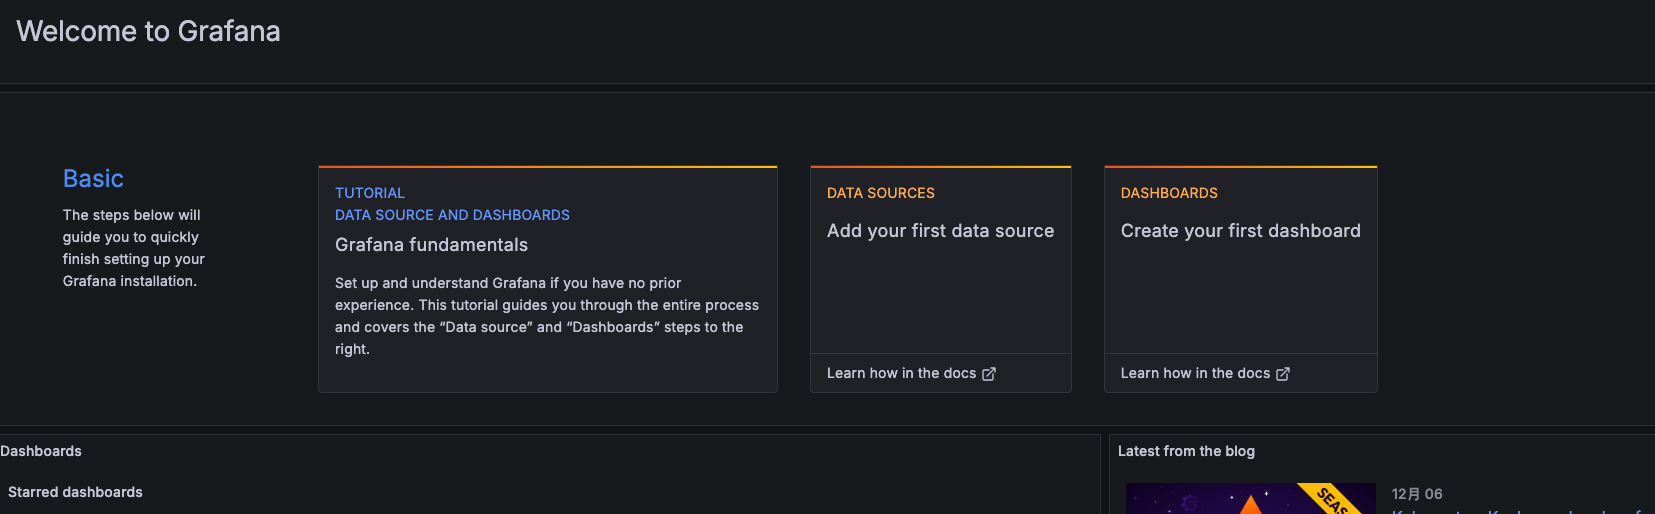 Welcome to Grafana
Basic
The steps below will
guide you to quickly
finish setting up your
Grafana installation.
TUTORIAL
DATA SOURCE AND DASHBOARDS
Grafana fundamentals
Set up and understand Grafana if you have no prior
experience. This tutorial guides you through the entire process
and covers the “Data source” and “Dashboards” steps to the
right.
DATA SOURCES
Add your first data source
Learn how in the docs
DASHBOARDS
Create your first dashboard
Learn how in the docs
Dashboards
Starred dashboards
Latest from the blog
12月 06